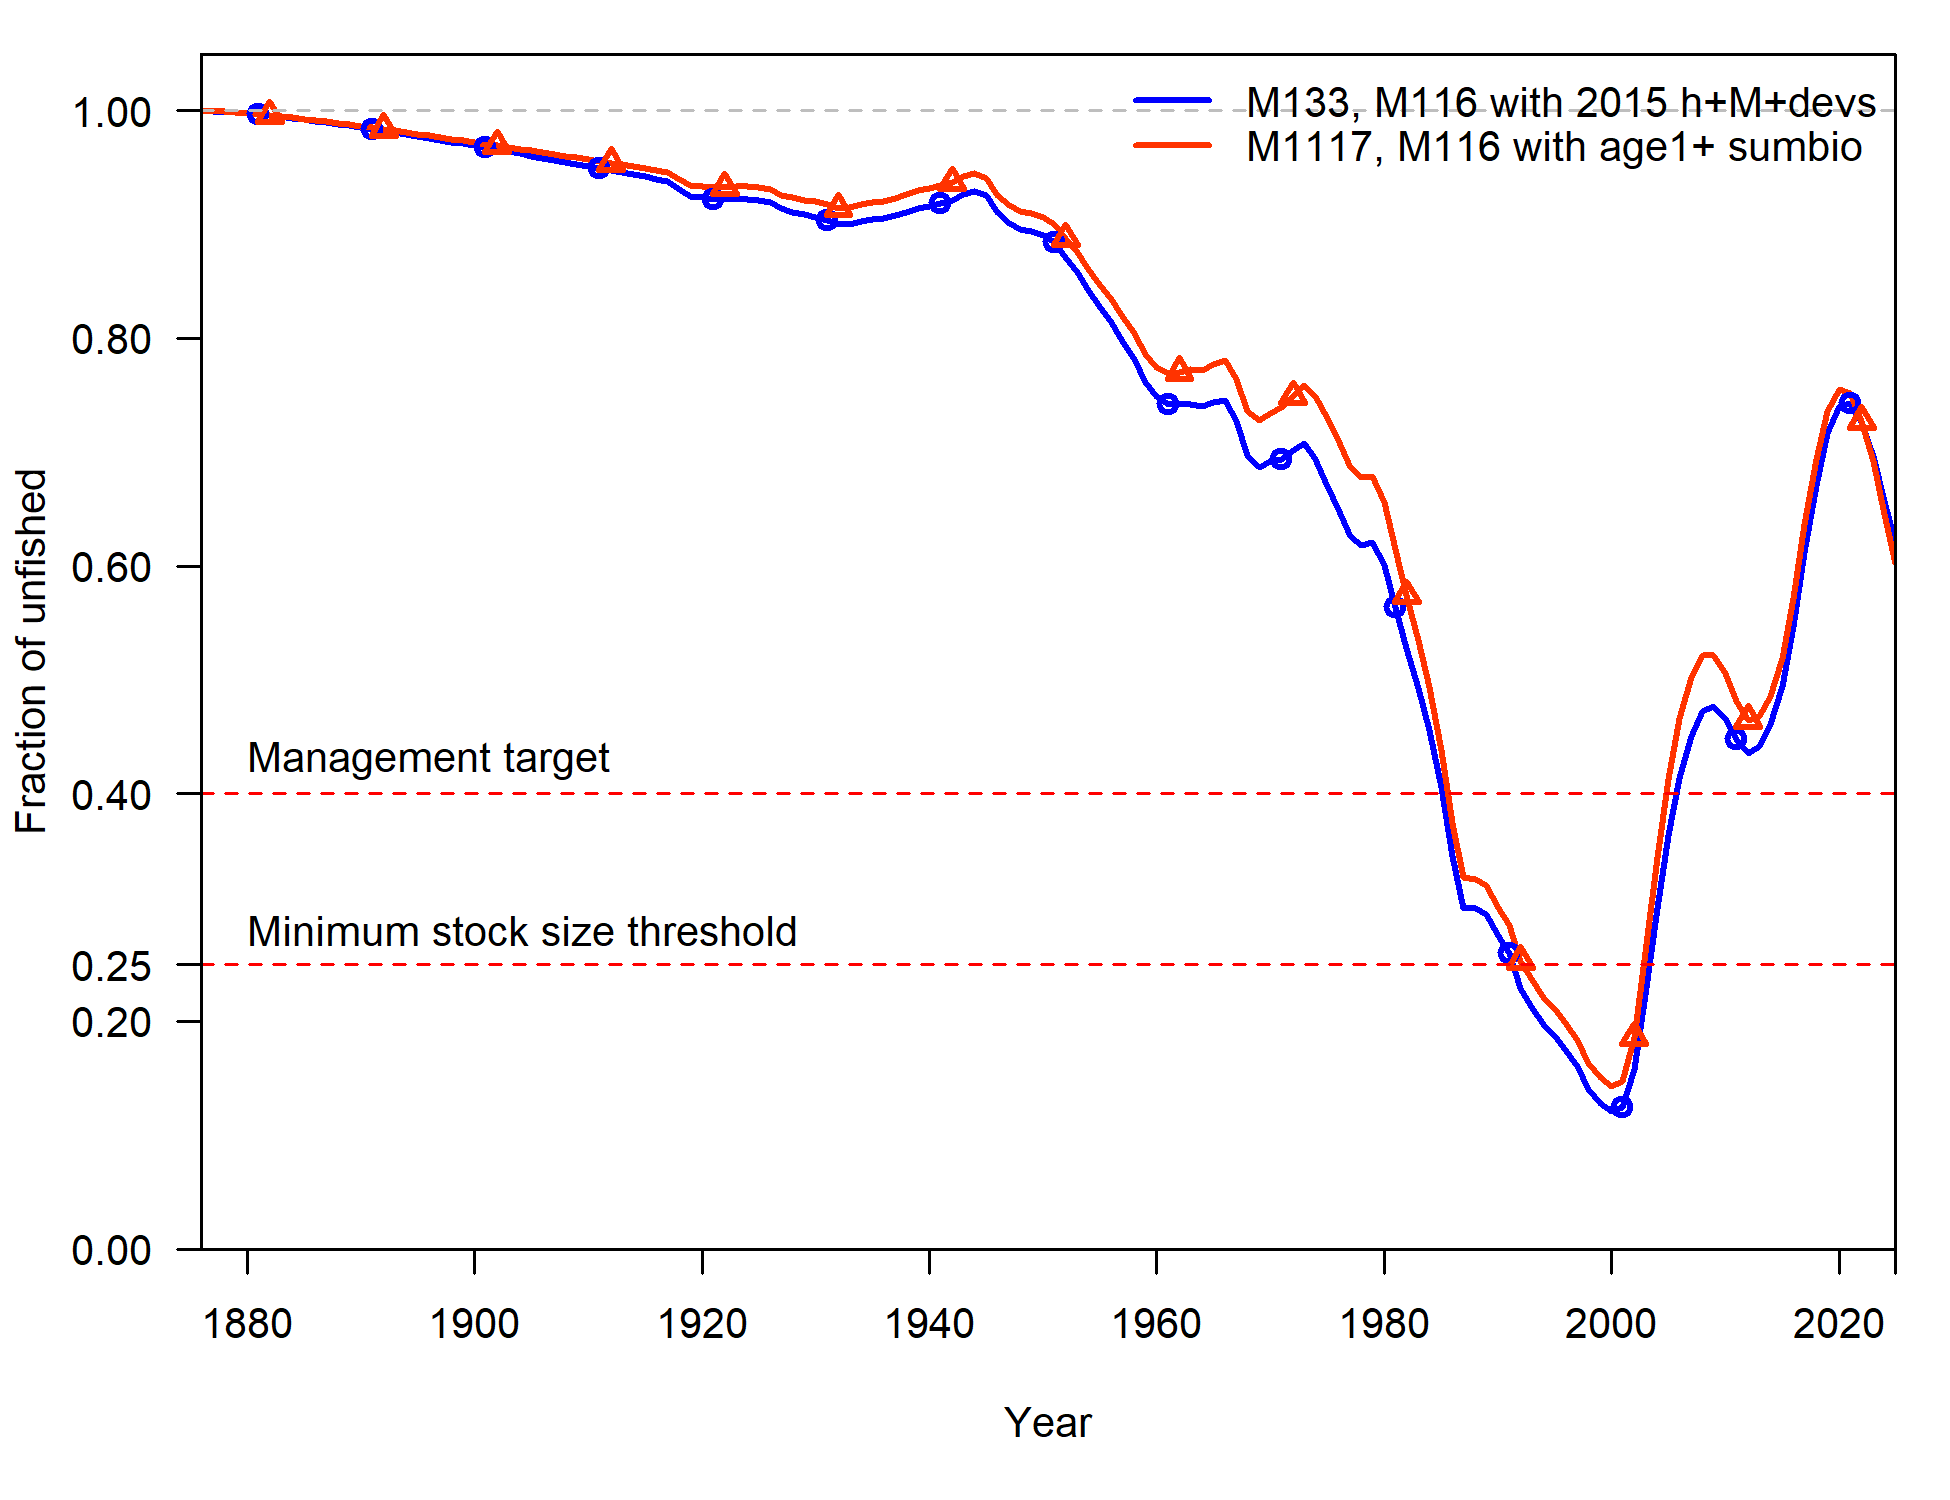 M133, M116 with 2015 h+M+devs
M1117, M116 with age1+ sumbio
1.00
0.80
0.60
0.40
0.25
0.20
0.00
Fraction of unfished
Management target
Minimum stock size threshold
1880 1900 1920 1940 1960 1980 2000 2020
Year